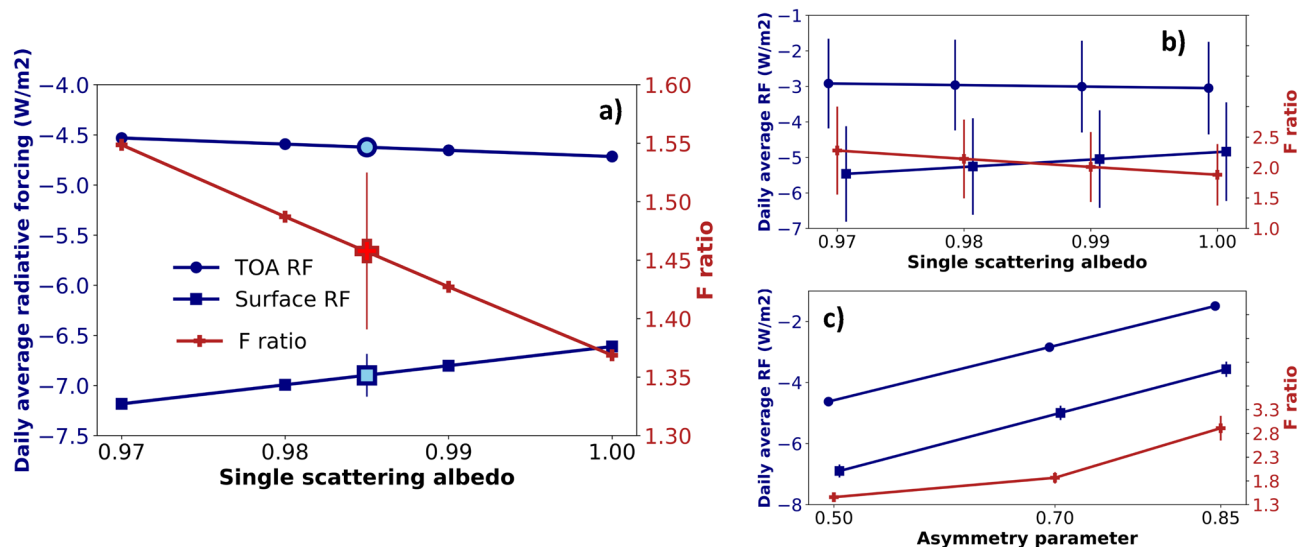 a)
Daily average radiative forcing (W/m2)
−4.0
−4.5
−5.0
−5.5
−6.0
−6.5
−7.0
−7.5
TOA RF
Surface RF
F ratio
1.60
1.55
1.50
1.45
1.40
1.35
1.30
F ratio
0.97 0.98 0.99 1.00
Single scattering albedo
b)
Daily average RF (W/m2)
−1
−2
−3
−4
−5
−6
−7
2.5
2.0
1.5
1.0
F ratio
0.97 0.98 0.99 1.00
Single scattering albedo
c)
Daily average RF (W/m2)
−2
−4
−6
−8
3.3
2.8
2.3
1.8
1.3
F ratio
0.50 0.70 0.85
Asymmetry parameter